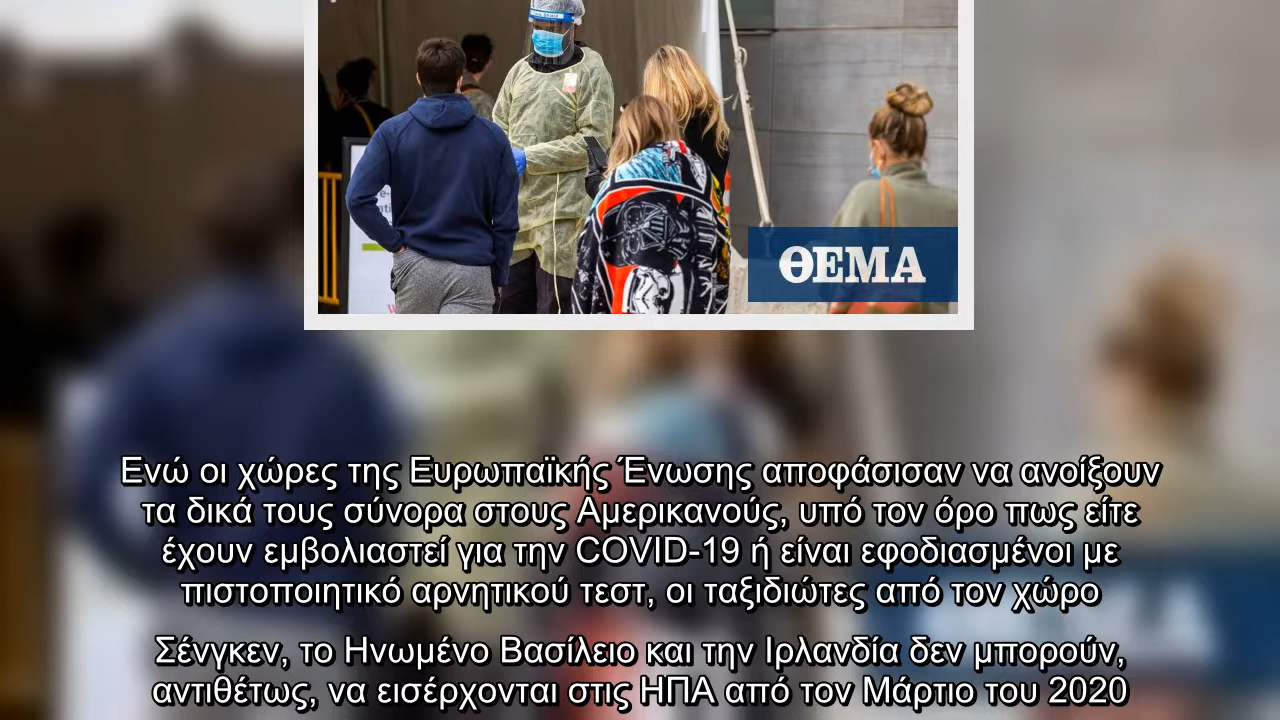 ΘΕΜΑ
Ενώ οι χώρες της Ευρωπαϊκής Ένωσης αποφάσισαν να ανοίξουν
τα δικά τους σύνορα στους Αμερικανούς, υπό τον όρο πως είτε
έχουν εμβολιαστεί για την COVID-19 ή είναι εφοδιασμένοι με
πιστοποιητικό αρνητικού τεστ, οι ταξιδιώτες από τον χώρο
Σένγκεν, το Ηνωμένο Βασίλειο και την Ιρλανδία δεν μπορούν,
αντιθέτως, να εισέρχονται στις ΗΠΑ από τον Μάρτιο του 2020